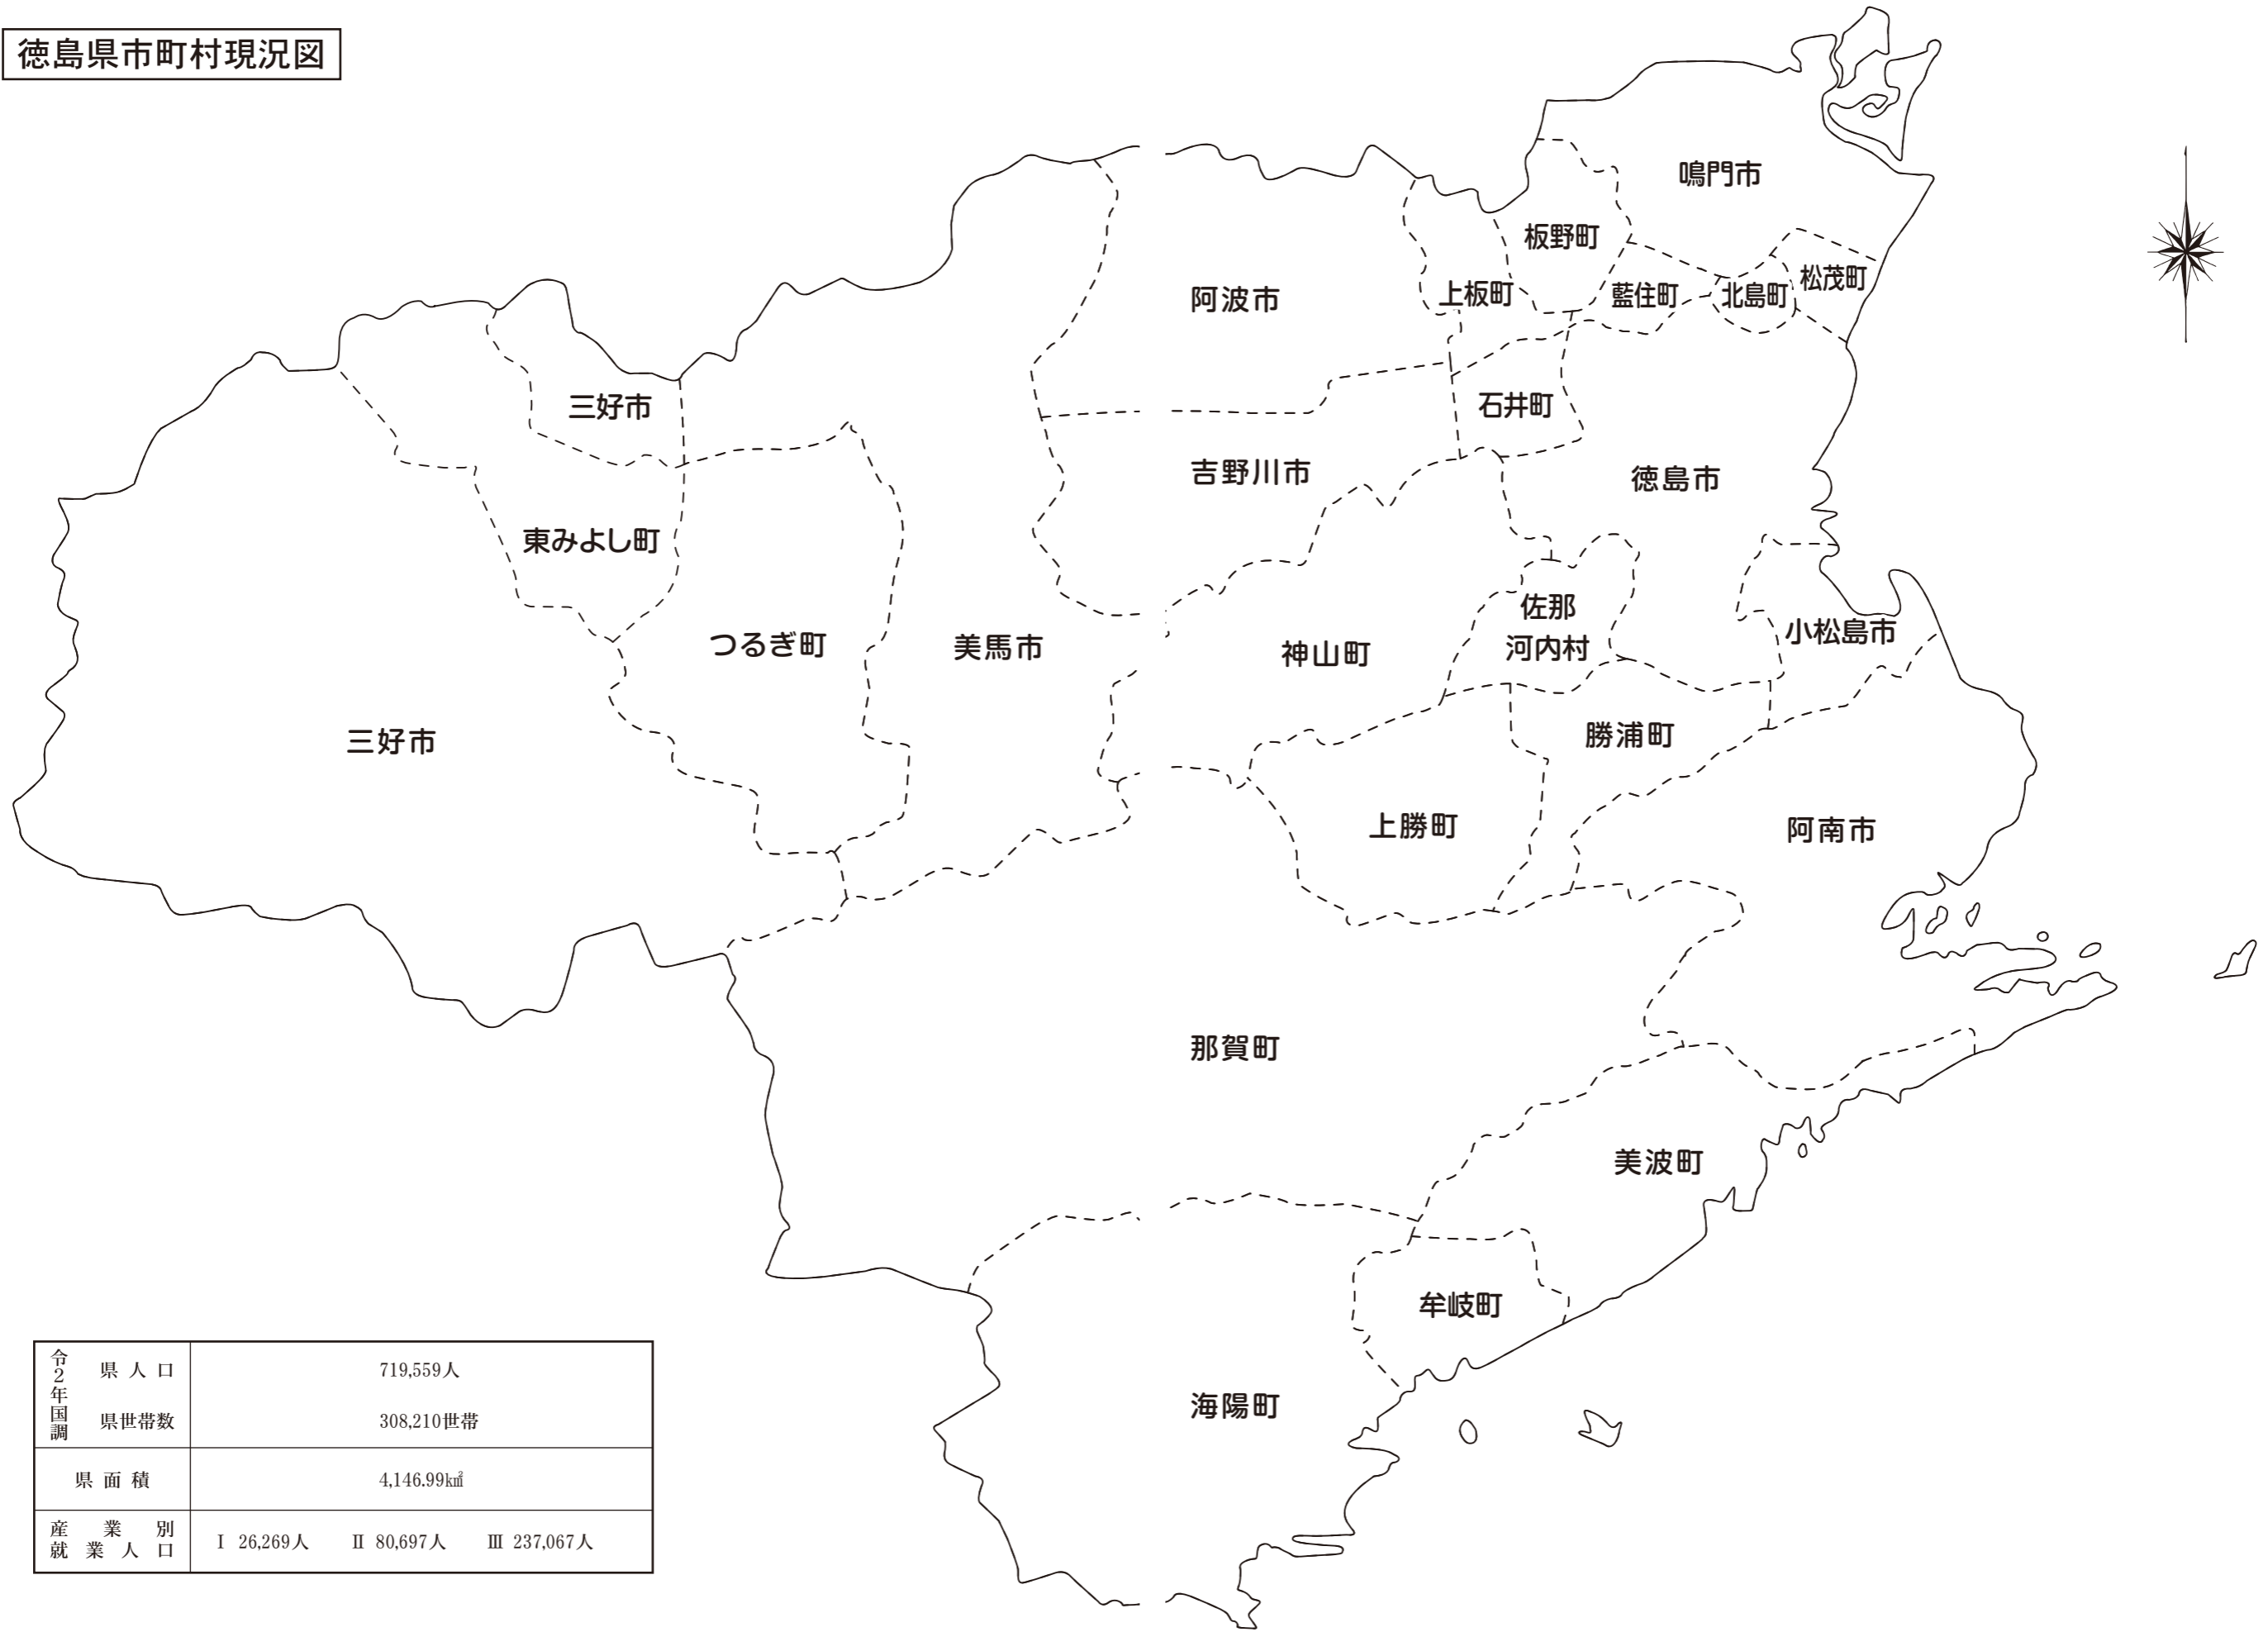 徳島県市町村現況図
鳴門市
板野町
松茂町
上板町
藍住町
北島町
阿波市
三好市
石井町
吉野川市
徳島市
東みよし町
佐那
河内村
小松島市
つるぎ町
美馬市
神山町
三好市
勝浦町
上勝町
阿南市
那賀町
美波町
牟岐町
海陽町
令2年国調
県人口 719,559人
県世帯数 308,210世帯
県面積 4,146.99㎢
産業別
就業人口 Ⅰ 26,269人 Ⅱ 80,697人 Ⅲ 237,067人